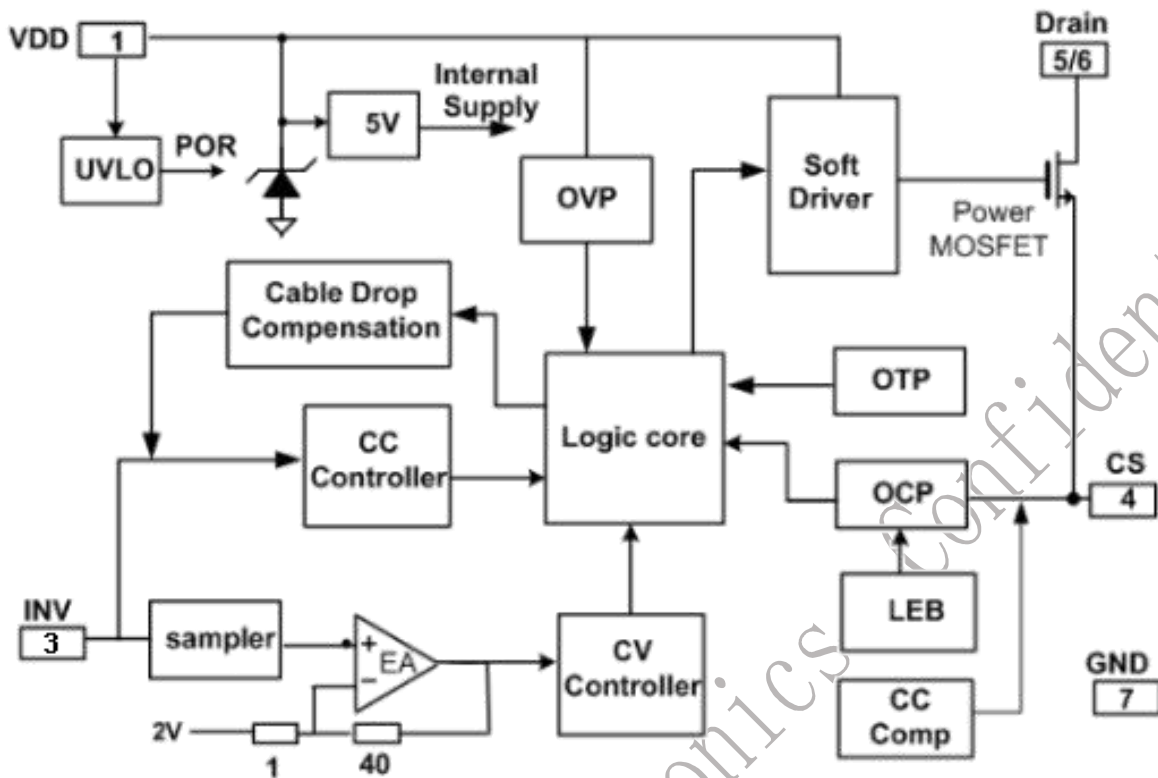 VDD
1
Drain
5/6
Internal
Supply
5V
UVLO
POR
OVP
Soft
Driver
Power
MOSFET
Cable Drop
Compensation
OTP
Logic core
CC
Controller
OCP
CS
4
LEB
INV
3
sampler
+
EA
−
CV
Controller
GND
7
CC
Comp
2V
1
40
onics Confiden